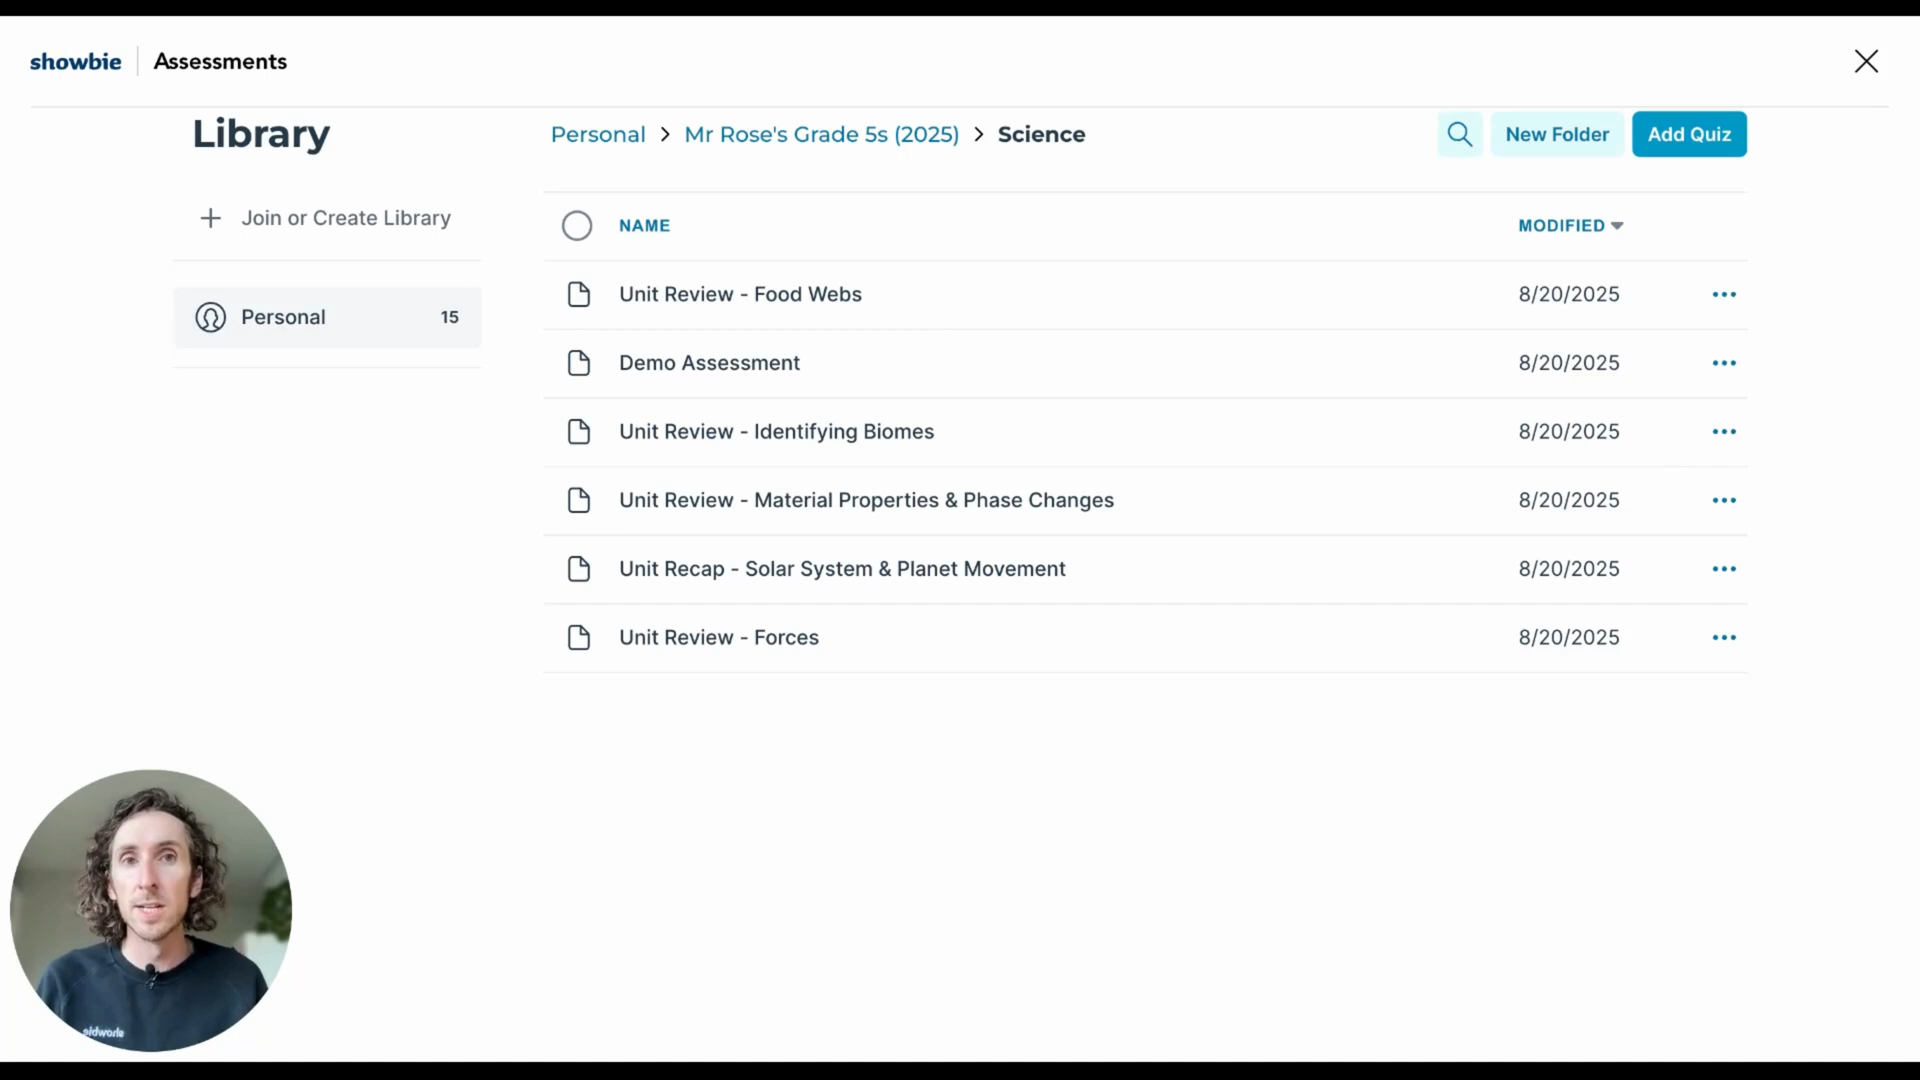 showbie
Assessments
Library
Personal > Mr Rose's Grade 5s (2025) > Science
New Folder
Add Quiz
Join or Create Library
Personal 15
NAME MODIFIED
Unit Review - Food Webs 8/20/2025
Demo Assessment 8/20/2025
Unit Review - Identifying Biomes 8/20/2025
Unit Review - Material Properties & Phase Changes 8/20/2025
Unit Recap - Solar System & Planet Movement 8/20/2025
Unit Review - Forces 8/20/2025
showbie